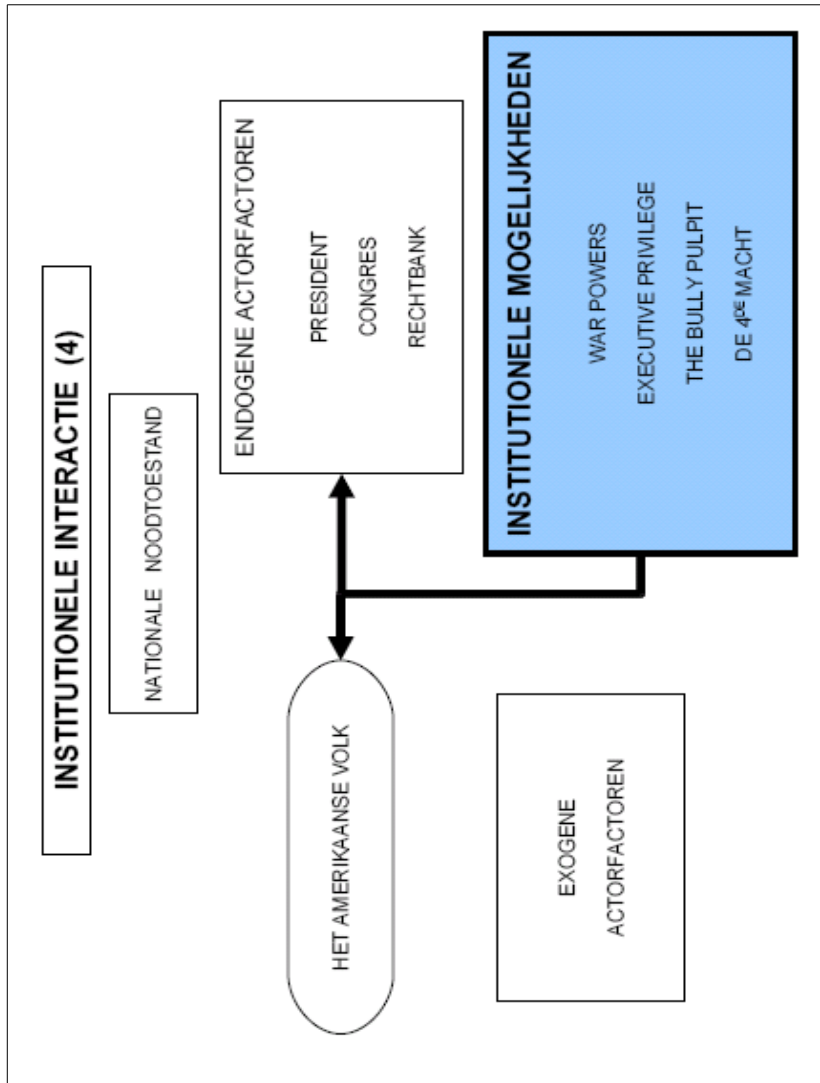 INSTITUTIONELE INTERACTIE (4)
NATIONALE NOODTOESTAND
HET AMERIKAANSE VOLK
ENDOGENE ACTORFACTOREN
PRESIDENT
CONGRES
RECHTBANK
EXOGENE
ACTORFACTOREN
INSTITUTIONELE MOGELIJKHEDEN
WAR POWERS
EXECUTIVE PRIVILEGE
THE BULLY PULPIT
DE 4DE MACHT